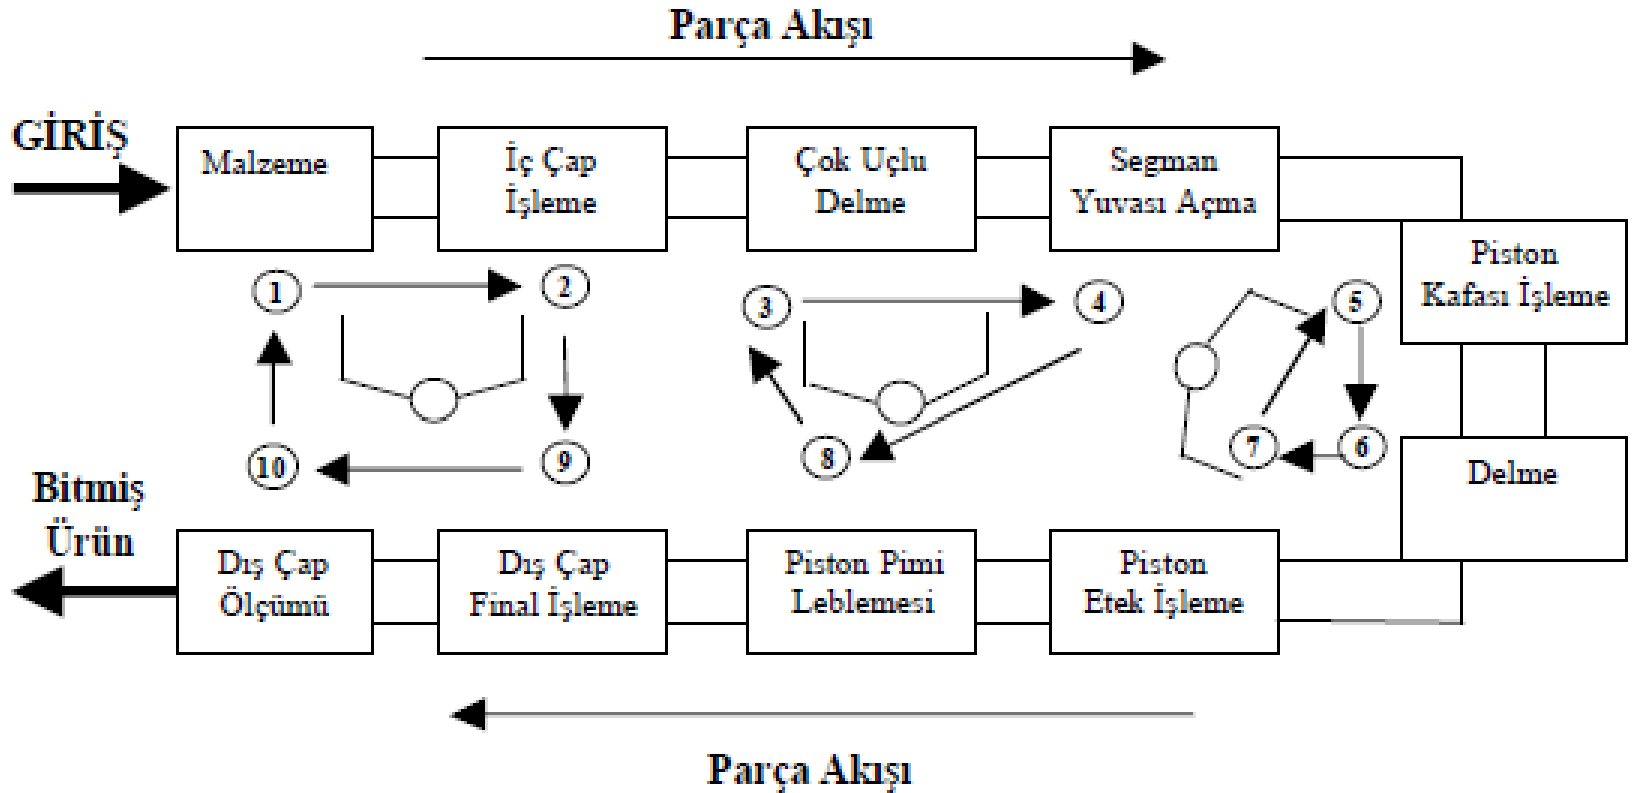 Parça Akışı
GİRİŞ
Malzeme
İç Çap
İşleme
Çok Uçlu
Delme
Segman
Yuvası Açma
Piston
Kafası İşleme
1
2
3
4
5
10
9
8
7
6
Delme
Bitmiş
Ürün
Dış Çap
Ölçümü
Dış Çap
Final İşleme
Piston Pimi
Leblemesi
Piston
Etek İşleme
Parça Akışı